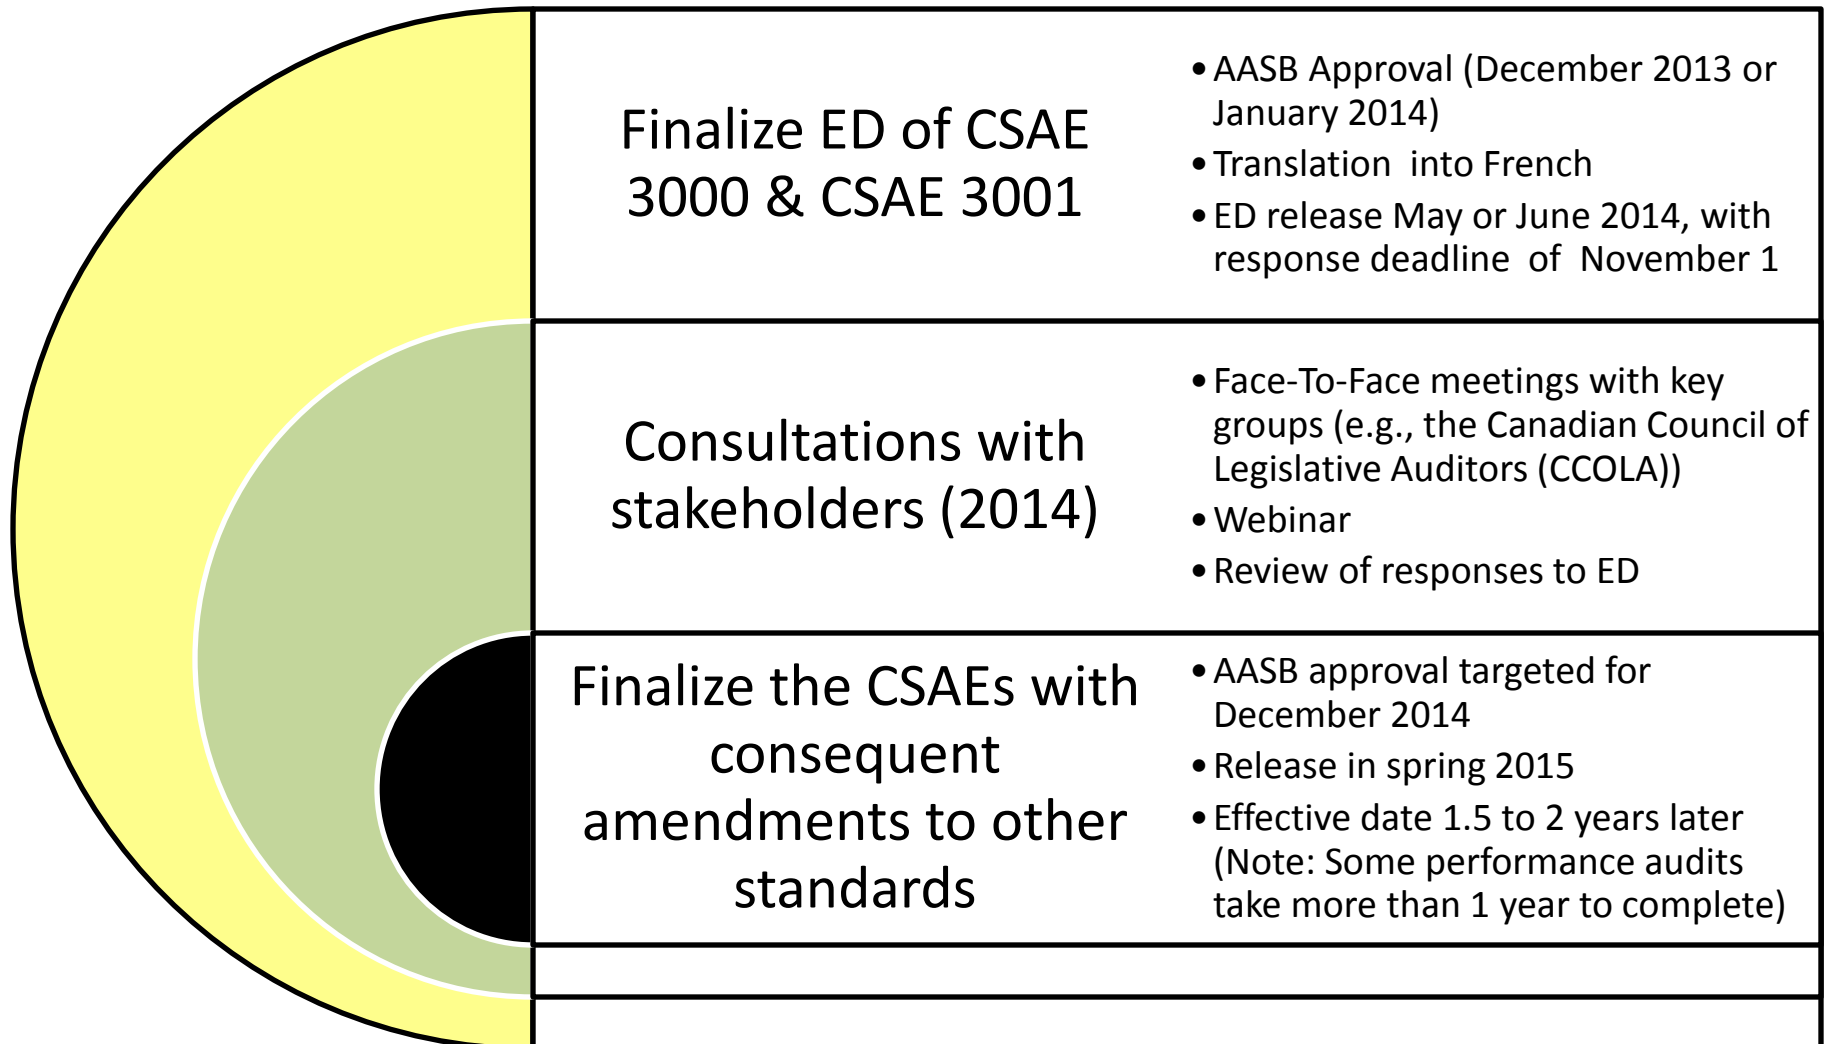 Finalize ED of CSAE
3000 & CSAE 3001
•AASB Approval (December 2013 or
January 2014)
•Translation into French
•ED release May or June 2014, with
response deadline of November 1
Consultations with
stakeholders (2014)
•Face-To-Face meetings with key
groups (e.g., the Canadian Council of
Legislative Auditors (CCOLA))
•Webinar
•Review of responses to ED
Finalize the CSAEs with
consequent
amendments to other
standards
•AASB approval targeted for
December 2014
•Release in spring 2015
•Effective date 1.5 to 2 years later
(Note: Some performance audits
take more than 1 year to complete)